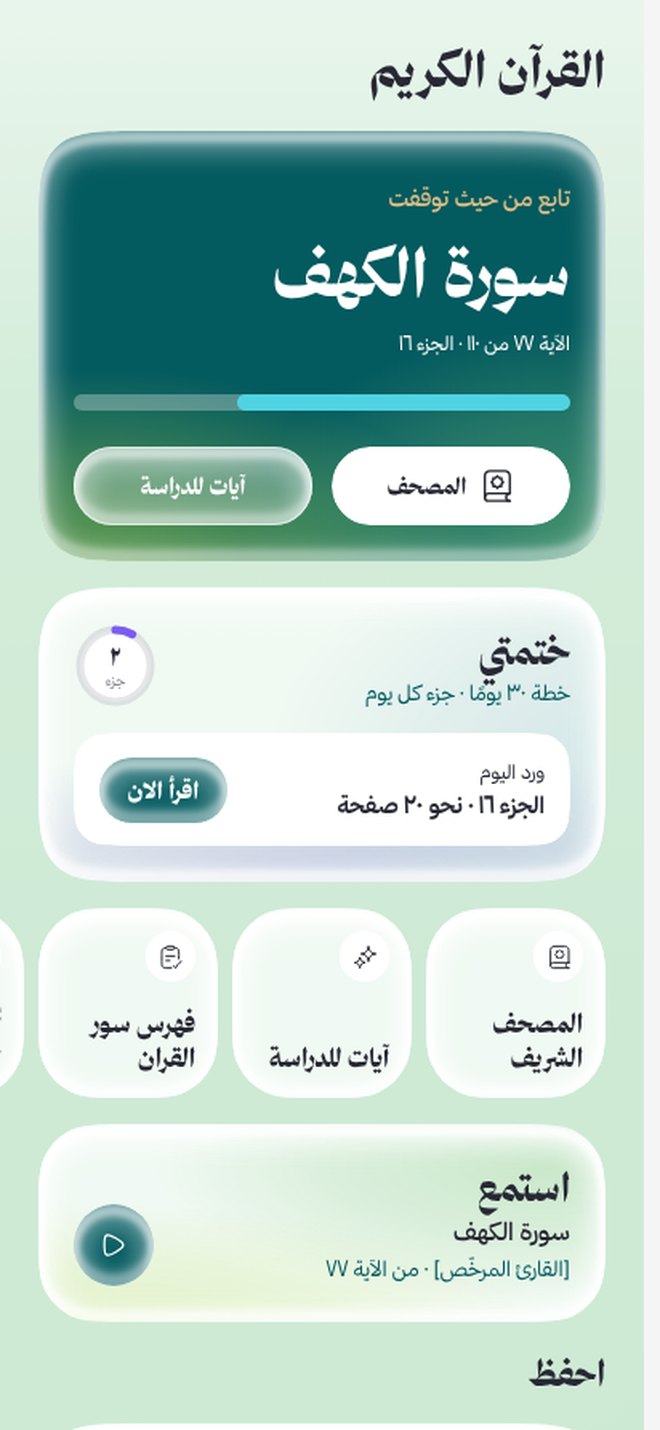 القرآن الكريم
تابع من حيث توقفت
سورة الكهف
الآية ٧٧ من ١١٠ · الجزء ١٦
المصحف
آيات للدراسة
ختمتي
خطة ٣٠ يومًا · جزء كل يوم
٢
جزء
ورد اليوم
الجزء ١٦ · نحو ٢٠ صفحة
اقرأ الان
المصحف
الشريف
آيات للدراسة
فهرس سور
القران
استمع
سورة الكهف
[القارئ المرخّص] · من الآية ٧٧
احفظ